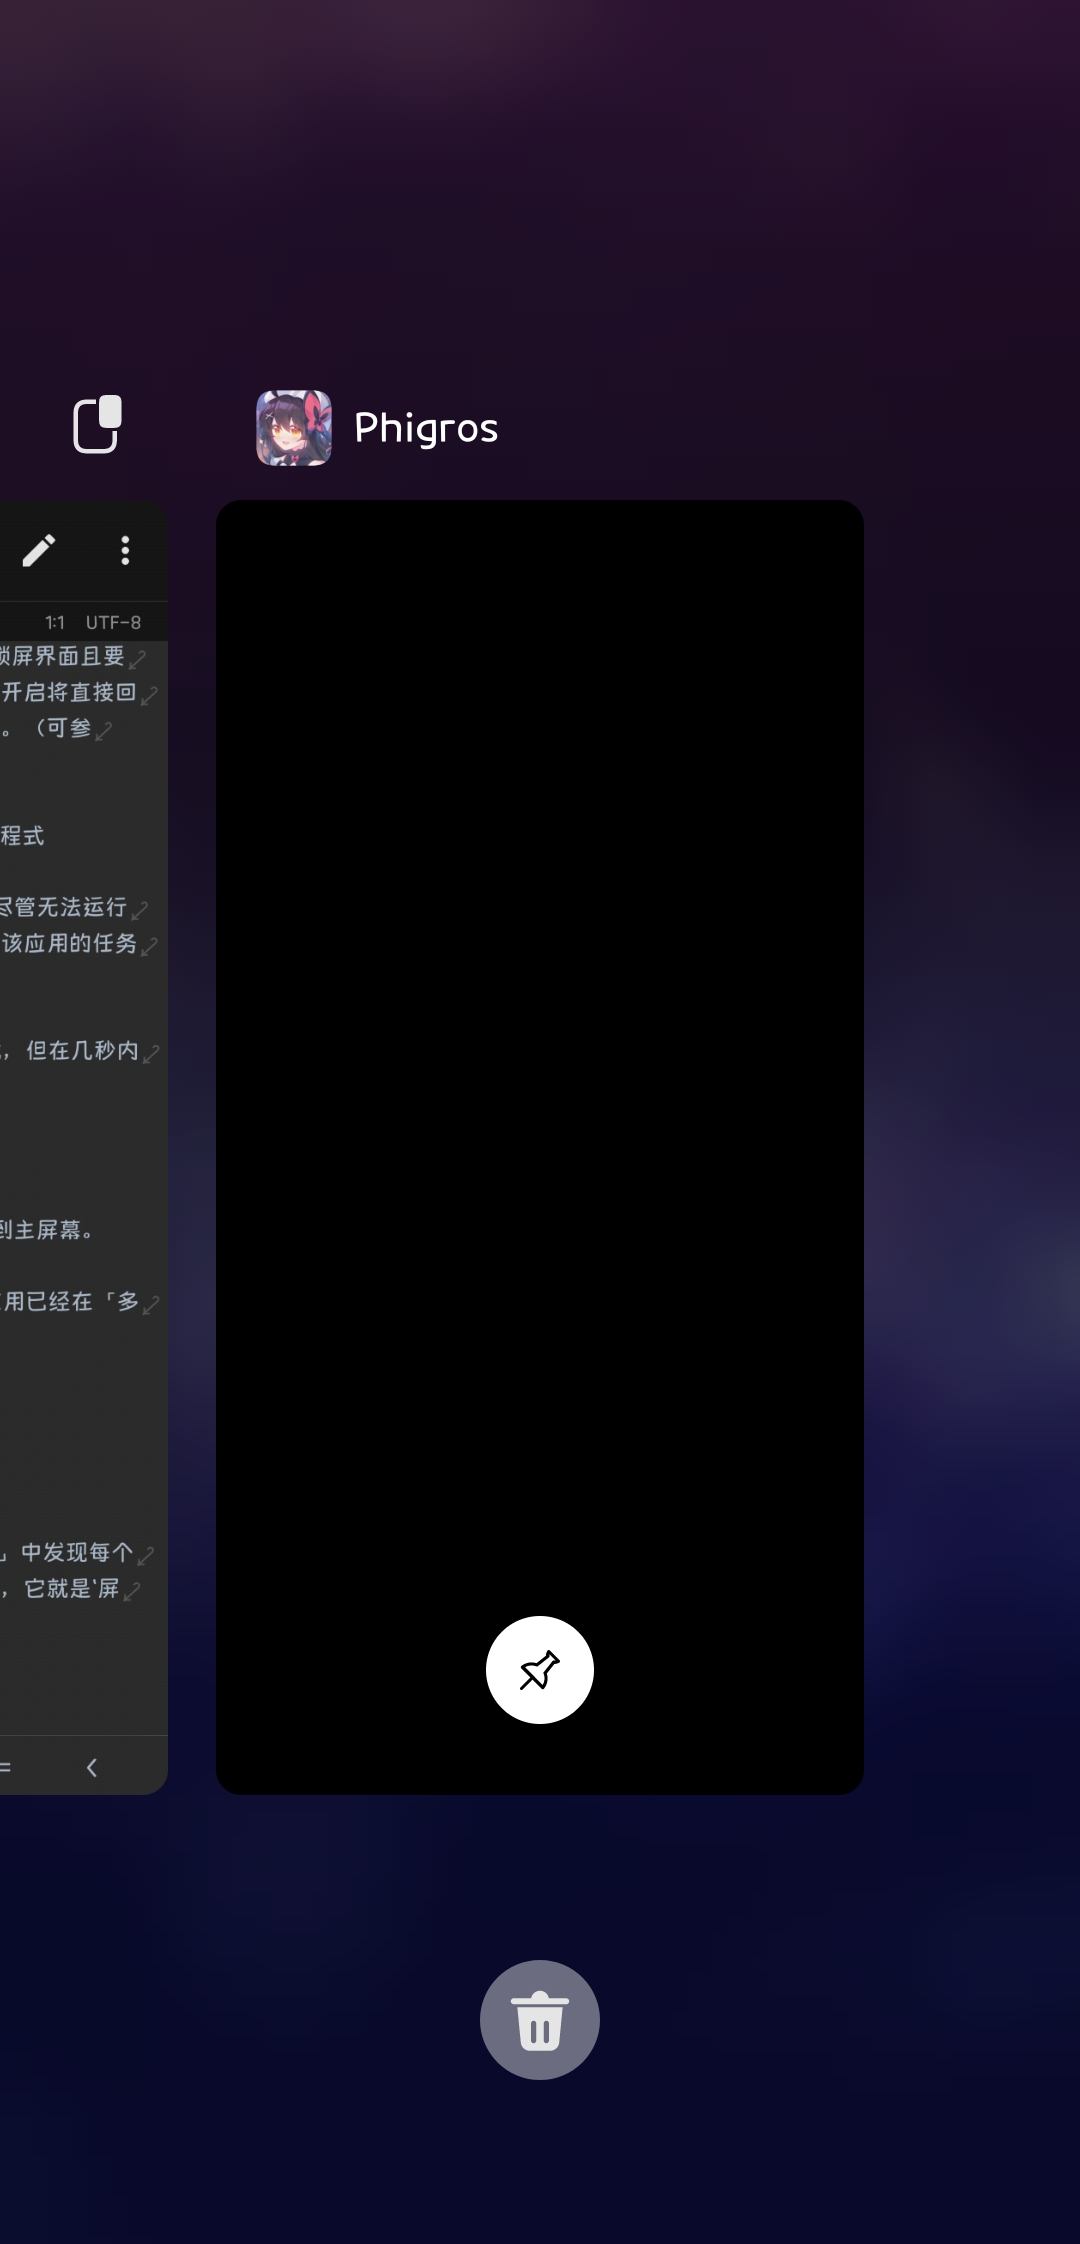 Phigros
1:1 UTF-8
屏界面且要
开启将直接回
。（可参
程式
尽管无法运行
该应用的任务
，但在几秒内
到主屏幕。
用已经在「多
」中发现每个
，它就是`屏